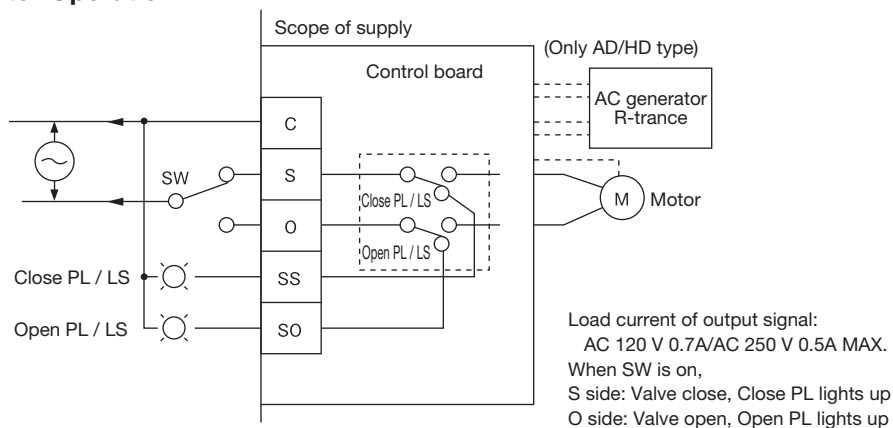 Scope of supply
(Only AD/HD type)
Control board
AC generator
R-trance
C
SW
S
Close PL / LS
M
Motor
O
Open PL / LS
Close PL / LS
SS
Open PL / LS
SO
Load current of output signal:
AC 120 V 0.7A/AC 250 V 0.5A MAX.
When SW is on,
S side: Valve close, Close PL lights up
O side: Valve open, Open PL lights up